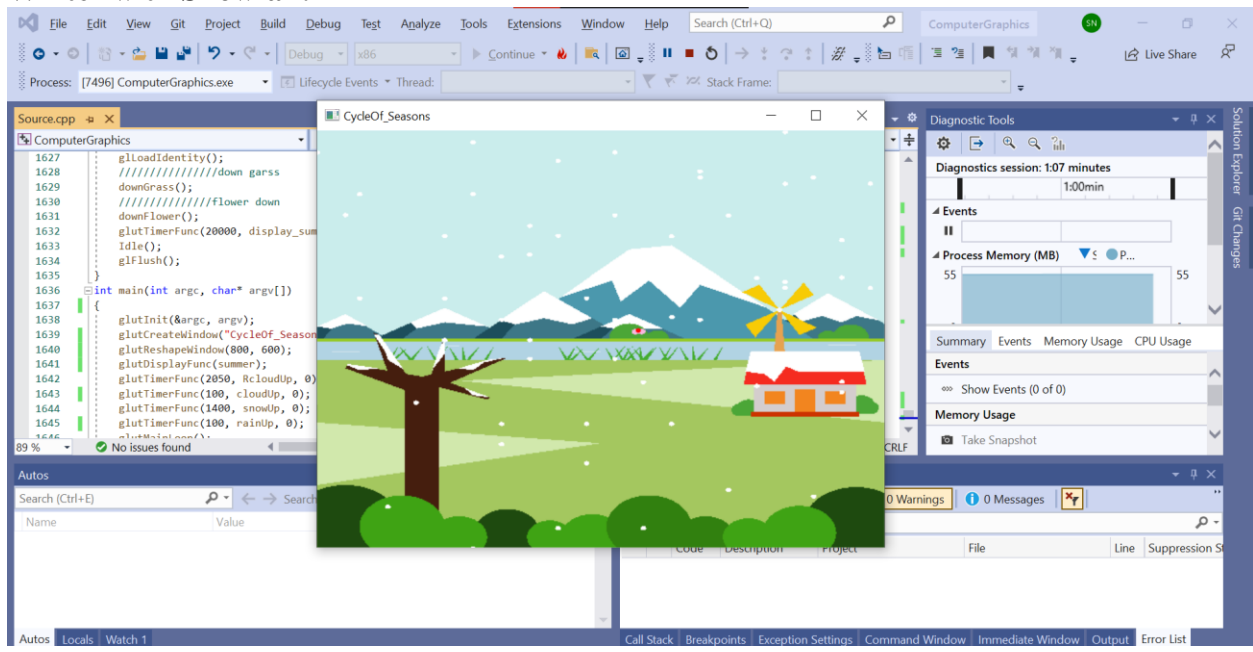 File Edit View Git Project Build Debug Test Analyze Tools Extensions Window Help Search (Ctrl+Q) ComputerGraphics SN
Debug x86 Continue Live Share
Process: [7496] ComputerGraphics.exe Lifecycle Events Thread: Stack Frame:
Source.cpp
CycleOf_Seasons
Diagnostic Tools
Solution Explorer
Git Changes
ComputerGraphics
1627 glLoadIdentity();
1628 ////////////////down garss
1629 downGrass();
1630 ///////////////flower down
1631 downFlower();
1632 glutTimerFunc(20000, display_sum
1633 Idle();
1634 glFlush();
1635 }
1636 int main(int argc, char* argv[])
1637 {
1638 glutInit(&argc, argv);
1639 glutCreateWindow("CycleOf_Season
1640 glutReshapeWindow(800, 600);
1641 glutDisplayFunc(summer);
1642 glutTimerFunc(2050, RcloudUp, 0)
1643 glutTimerFunc(100, cloudUp, 0);
1644 glutTimerFunc(1400, snowUp, 0);
1645 glutTimerFunc(100, rainUp, 0);
1646 glutMainLoop();
89 % No issues found
CRLF
Diagnostics session: 1:07 minutes
1:00min
Events
Process Memory (MB) P...
55 55
Summary Events Memory Usage CPU Usage
Events
Show Events (0 of 0)
Memory Usage
Take Snapshot
Autos
Search (Ctrl+E) Search
Name Value
0 Warnings 0 Messages
Code Description Project File Line Suppression St
Autos Locals Watch 1
Call Stack Breakpoints Exception Settings Command Window Immediate Window Output Error List